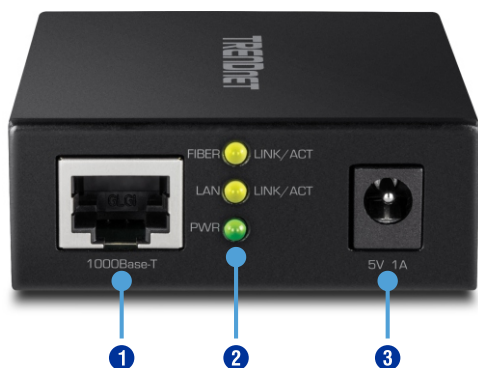 TRENDNET
FIBER LINK/ACT
LAN LINK/ACT
PWR
1000Base-T
5V 1A
1
2
3